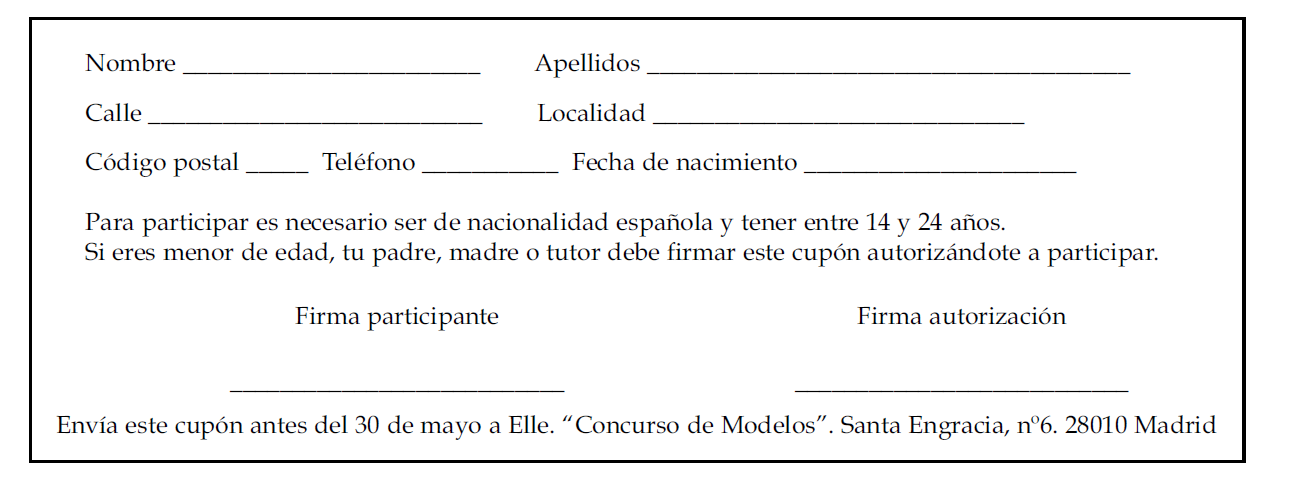 Nombre ________________________ Apellidos _______________________________________
Calle ___________________________ Localidad ______________________________
Código postal _____ Teléfono ___________ Fecha de nacimiento ______________________
Para participar es necesario ser de nacionalidad española y tener entre 14 y 24 años.
Si eres menor de edad, tu padre, madre o tutor debe firmar este cupón autorizándote a participar.
Firma participante Firma autorización
___________________________ ___________________________
Envía este cupón antes del 30 de mayo a Elle. “Concurso de Modelos”. Santa Engracia, nº6. 28010 Madrid